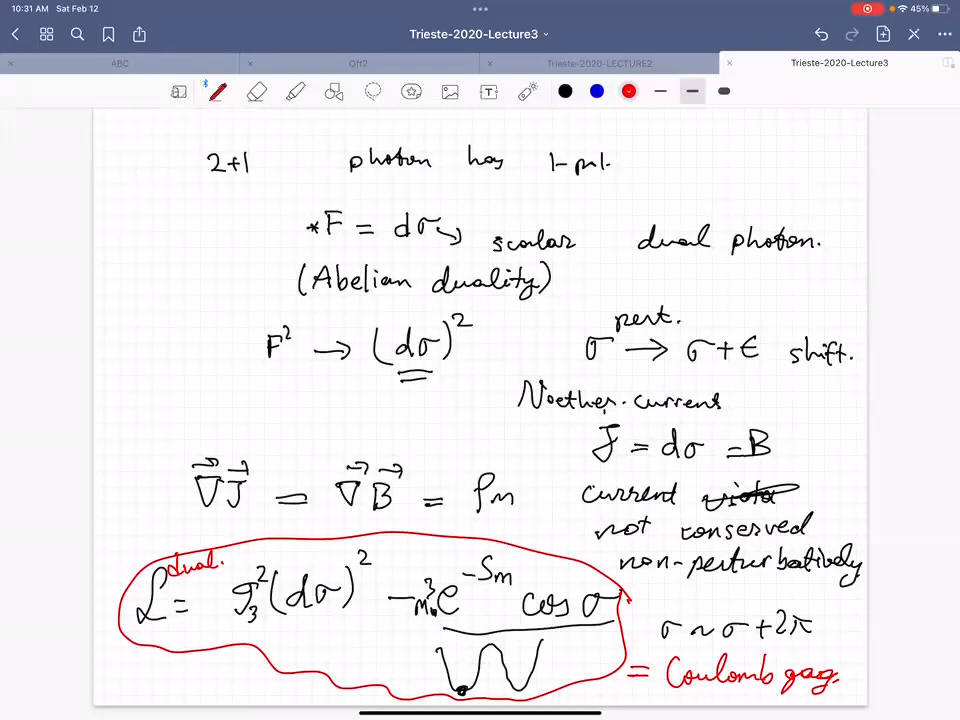 10:31 AM Sat Feb 12
45%
Trieste-2020-Lecture3
ABC
Qft2
Trieste-2020-LECTURE2
Trieste-2020-Lecture3
2+1 photon has 1-pol.
*F = dσ → scalar dual photon.
(Abelian duality)
F² → (dσ)² σ pert. → σ+ε shift.
Noether current
J = dσ = B
∇J = ∇B = ρm
current
not conserved
non-perturbatively
L dual. = g₃²(dσ)² - m³ e^-Sm cos σ
σ ~ σ+2π
= Coulomb gas.